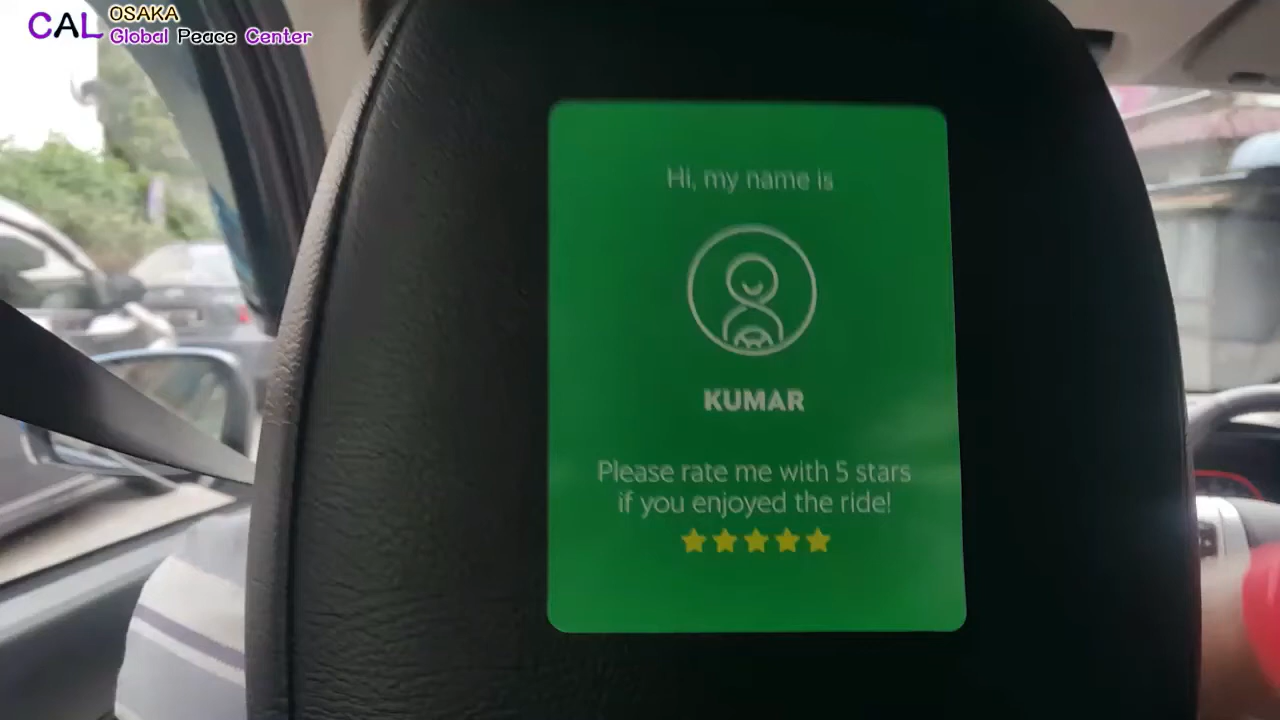 CAL
OSAKA
Global Peace Center
Hi, my name is
KUMAR
Please rate me with 5 stars
if you enjoyed the ride!